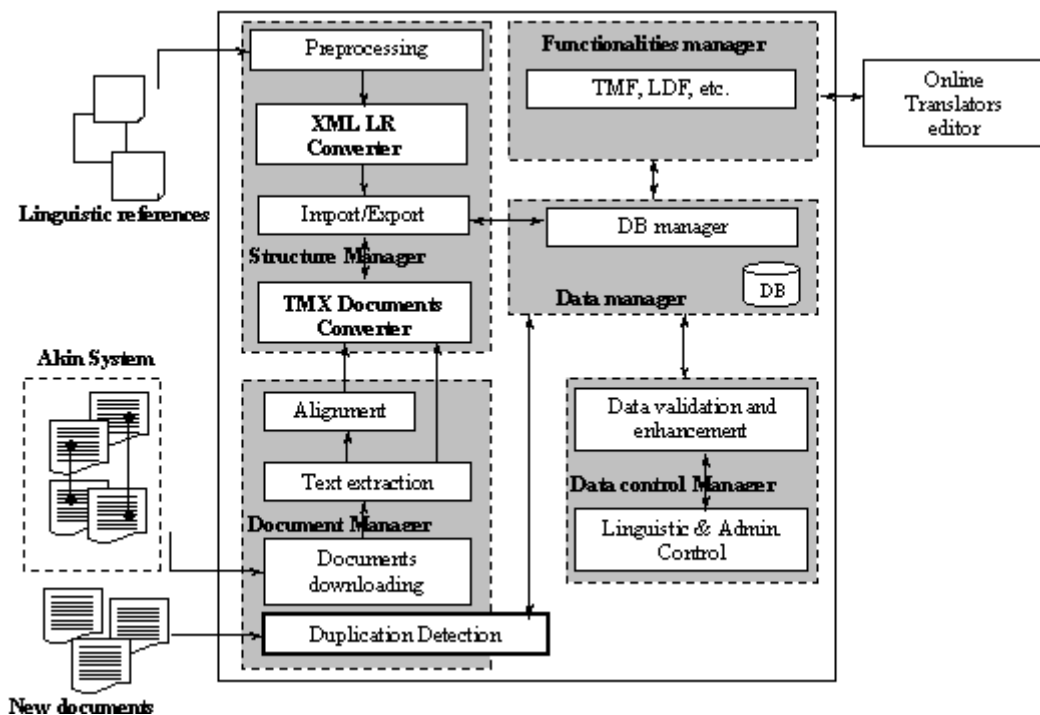 Preprocessing
XML LR
Converter
Import/Export
Structure Manager
TMX Documents
Converter
Linguistic references
Functionalities manager
TMF, LDF, etc.
Online
Translators
editor
DB manager
DB
Data manager
Akin System
Alignment
Text extraction
Document Manager
Documents
downloading
Duplication Detection
New documents
Data validation and
enhancement
Data control Manager
Linguistic & Admin.
Control